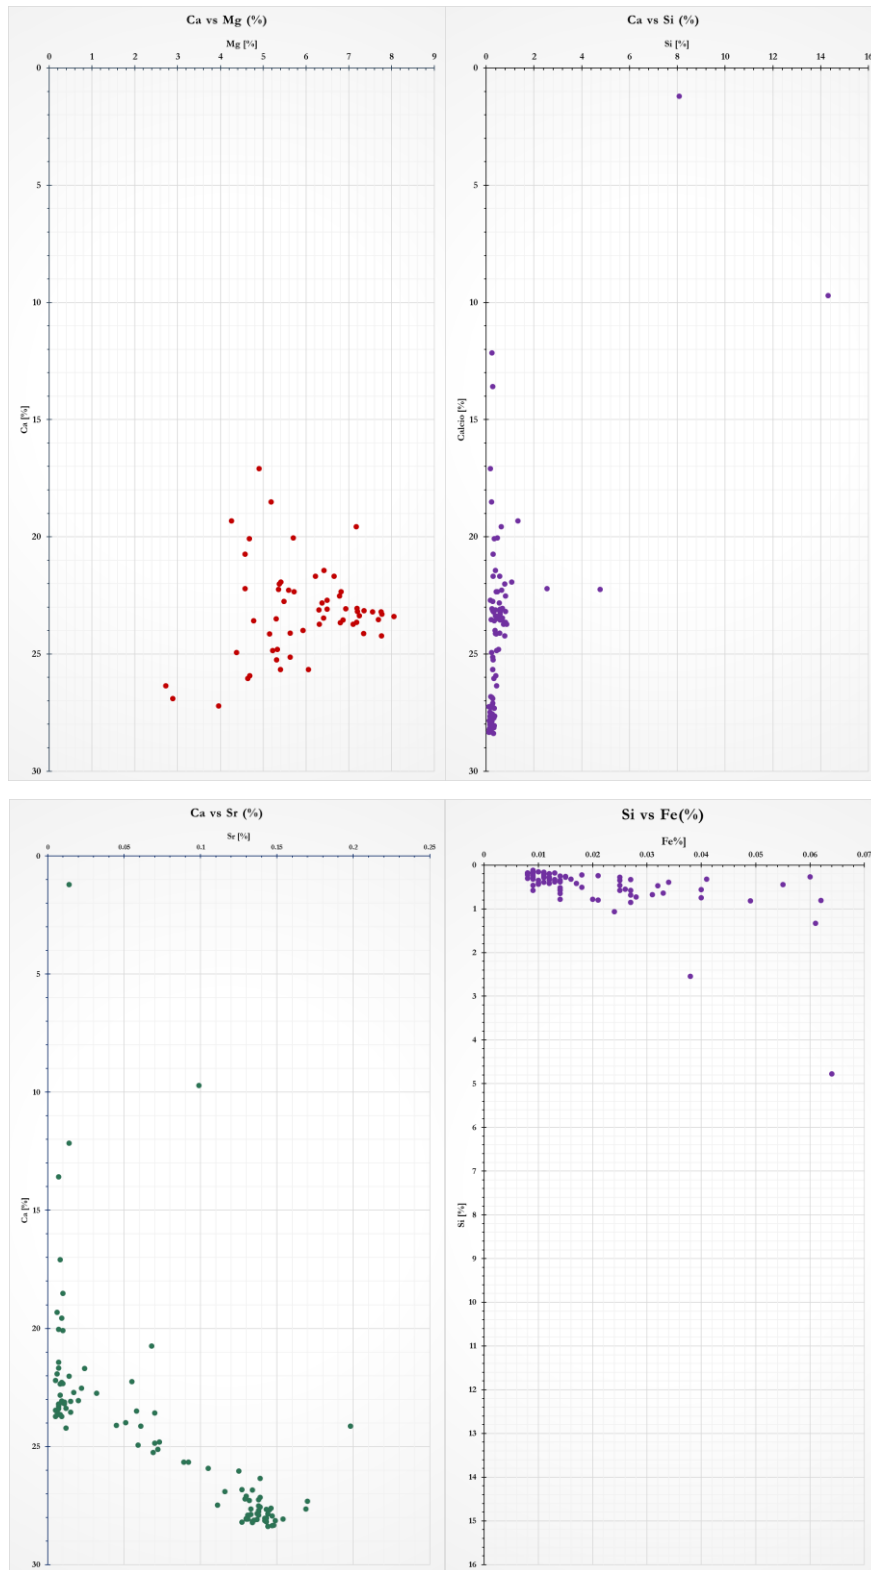 Ca vs Mg (%)
Mg [%]
0 1 2 3 4 5 6 7 8 9
0
5
10
15
20
25
30
Ca [%]
Ca vs Si (%)
Si [%]
0 2 4 6 8 10 12 14 16
0
5
10
15
20
25
30
Calcio [%]
Ca vs Sr (%)
Sr [%]
0 0.05 0.1 0.15 0.2 0.25
0
5
10
15
20
25
30
Ca [%]
Si vs Fe(%)
Fe%]
0 0.01 0.02 0.03 0.04 0.05 0.06 0.07
0
1
2
3
4
5
6
7
8
9
10
11
12
13
14
15
16
Si [%]